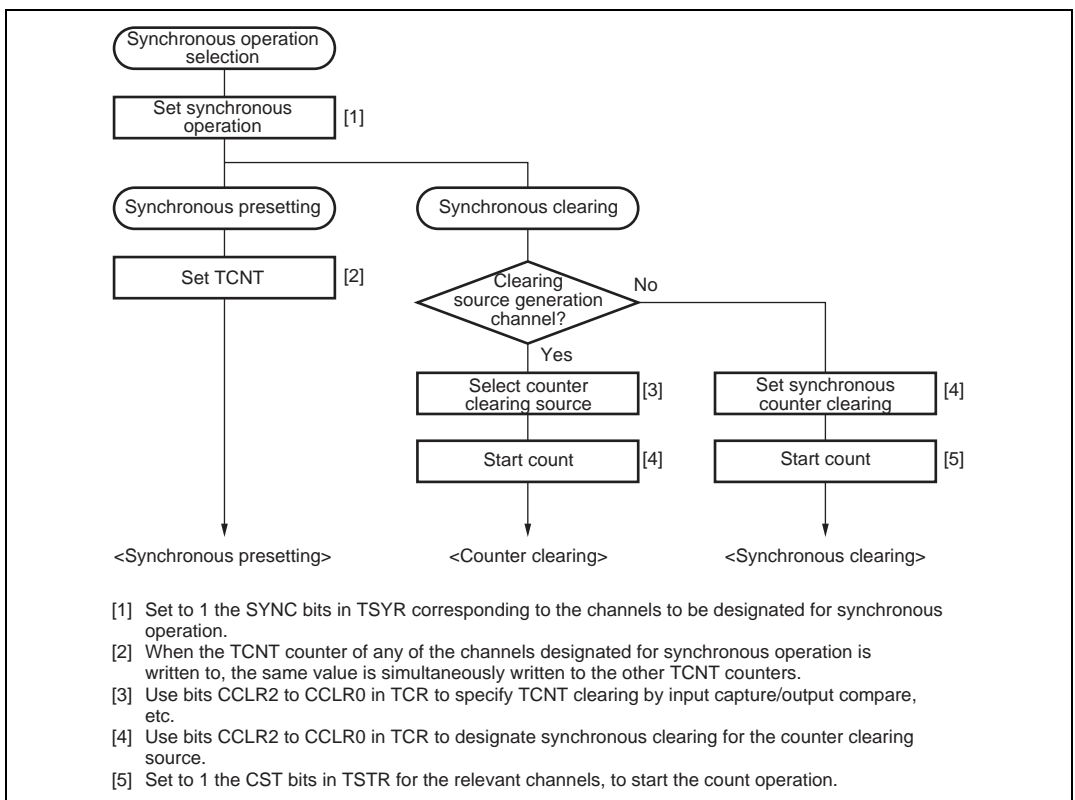 Synchronous operation
selection
Set synchronous
operation
[1]
Synchronous presetting
Synchronous clearing
Set TCNT
[2]
Clearing
source generation
channel?
No
Yes
Select counter
clearing source
[3]
Set synchronous
counter clearing
[4]
Start count
[4]
Start count
[5]
<Synchronous presetting>
<Counter clearing>
<Synchronous clearing>
[1] Set to 1 the SYNC bits in TSYR corresponding to the channels to be designated for synchronous
operation.
[2] When the TCNT counter of any of the channels designated for synchronous operation is
written to, the same value is simultaneously written to the other TCNT counters.
[3] Use bits CCLR2 to CCLR0 in TCR to specify TCNT clearing by input capture/output compare,
etc.
[4] Use bits CCLR2 to CCLR0 in TCR to designate synchronous clearing for the counter clearing
source.
[5] Set to 1 the CST bits in TSTR for the relevant channels, to start the count operation.